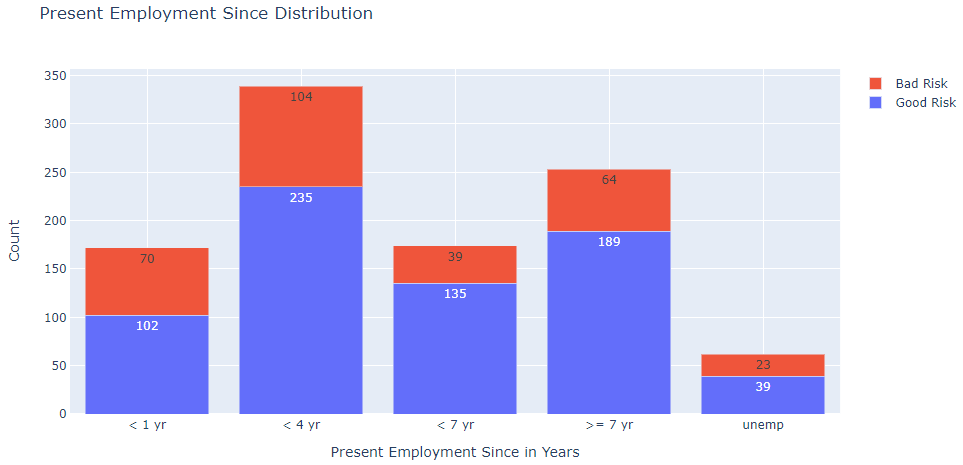 Present Employment Since Distribution
Bad Risk
Good Risk
Count
350
300
250
200
150
100
50
0
104
235
64
189
70
102
39
135
23
39
< 1 yr
< 4 yr
< 7 yr
>= 7 yr
unemp
Present Employment Since in Years